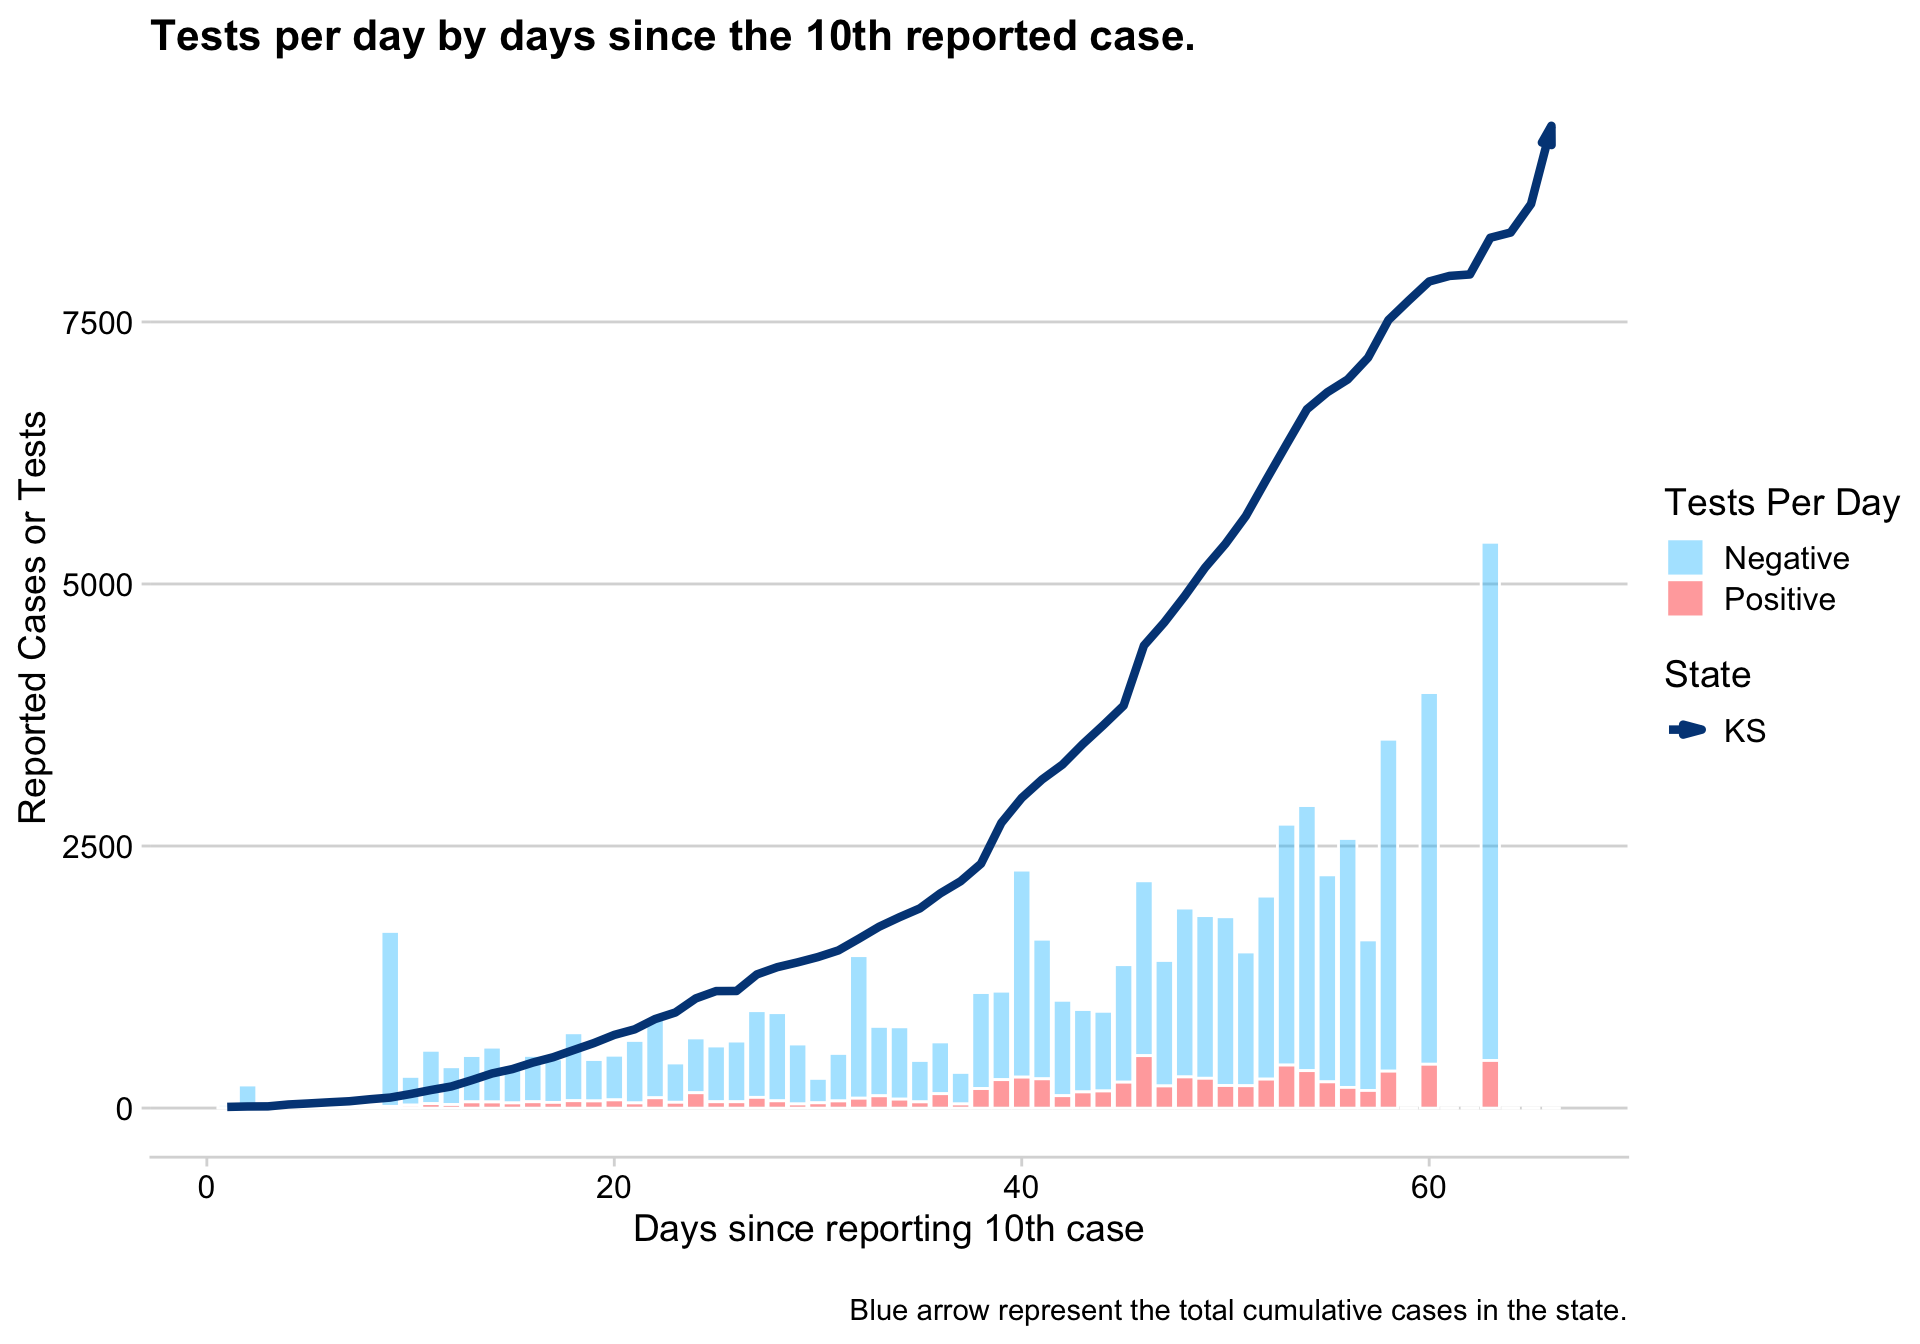 Tests per day by days since the 10th reported case.
Reported Cases or Tests
7500
5000
2500
0
0
20
40
60
Days since reporting 10th case
Tests Per Day
Negative
Positive
State
KS
Blue arrow represent the total cumulative cases in the state.